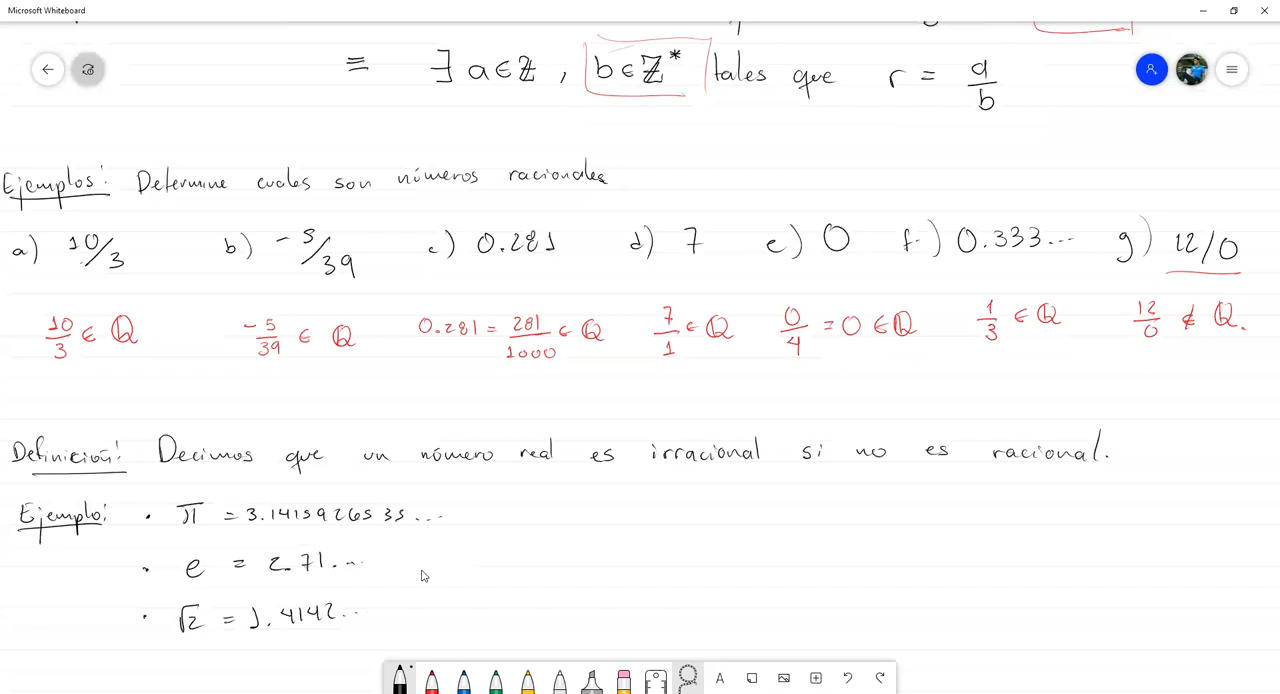 Microsoft Whiteboard
≡ ∃ a ∈ ℤ , b ∈ ℤ* tales que r = a/b
Ejemplos: Determine cuales son números racionales
a) 10/3 b) -5/39 c) 0.281 d) 7 e) 0 f.) 0.333... g) 12/0
10/3 ∈ ℚ -5/39 ∈ ℚ 0.281 = 281/1000 ∈ ℚ 7/1 ∈ ℚ 0/4 = 0 ∈ ℚ 1/3 ∈ ℚ 12/0 ∉ ℚ.
Definición: Decimos que un número real es irracional si no es racional.
Ejemplo: • π = 3.1415926535...
• e = 2.71...
• √2 = 1.4142...
A